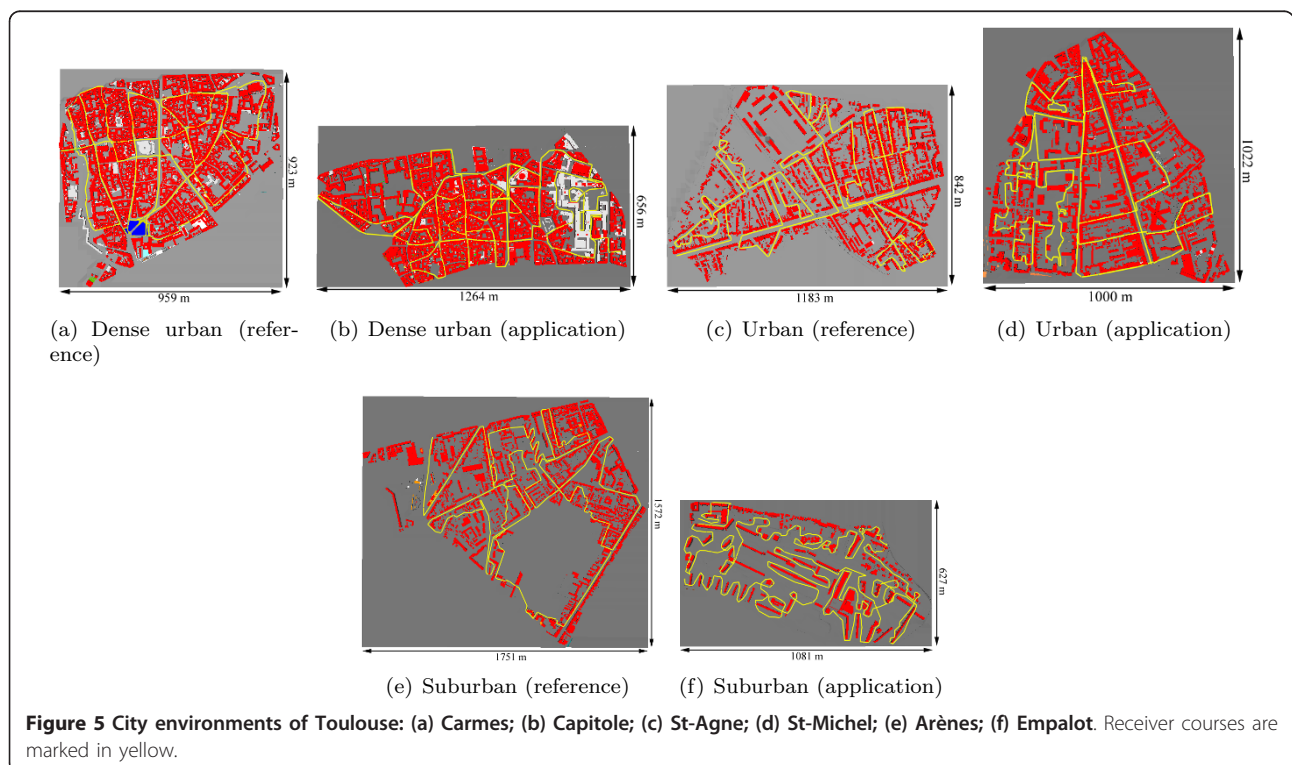 923 m
959 m
(a) Dense urban (refer-
ence)
656 m
1264 m
(b) Dense urban (application)
842 m
1183 m
(c) Urban (reference)
1022 m
1000 m
(d) Urban (application)
1572 m
1751 m
(e) Suburban (reference)
627 m
1081 m
(f) Suburban (application)
Figure 5 City environments of Toulouse: (a) Carmes; (b) Capitole; (c) St-Agne; (d) St-Michel; (e) Arènes; (f) Empalot. Receiver courses are
marked in yellow.